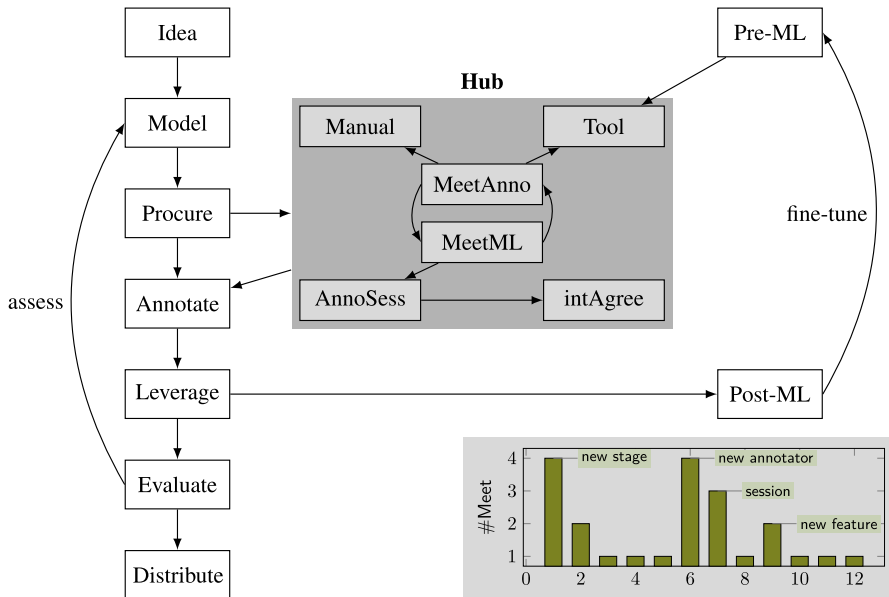 Idea
Pre-ML
Hub
Model
Manual
Tool
MeetAnno
Procure
fine-tune
MeetML
assess
Annotate
AnnoSess
intAgree
Leverage
Post-ML
Evaluate
Distribute
#Meet
4
3
2
1
new stage
new annotator
session
new feature
0
2
4
6
8
10
12